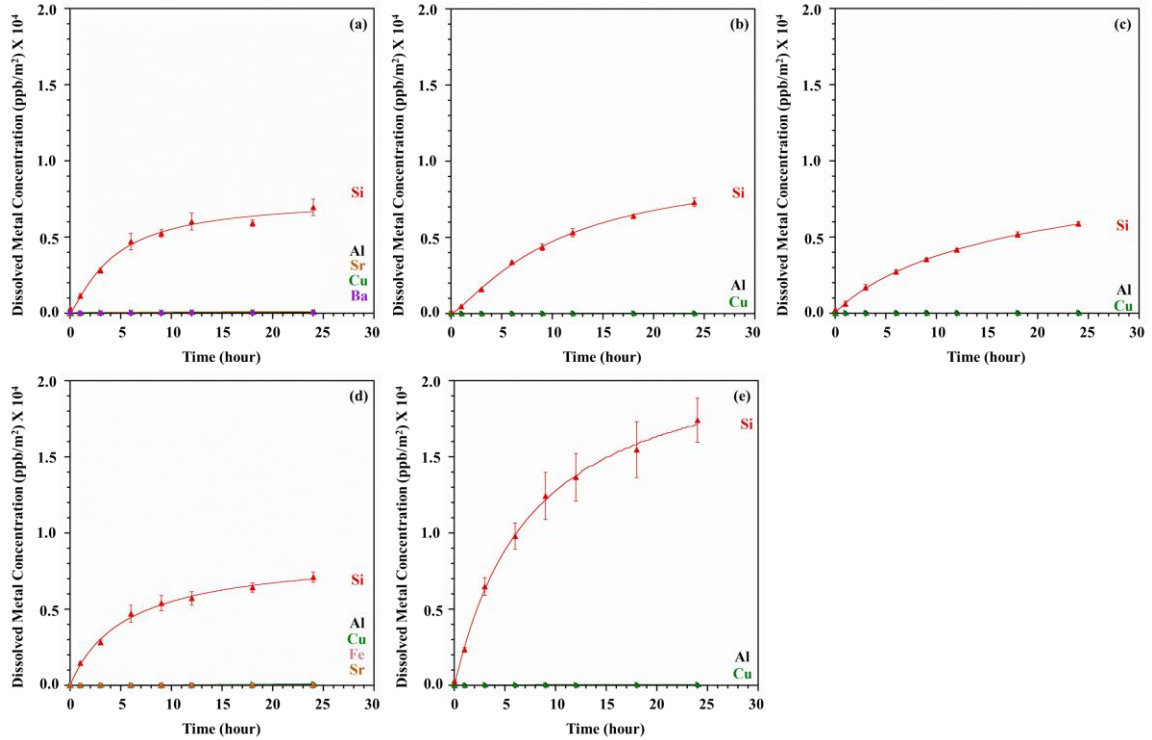 Dissolved Metal Concentration (ppb/m²) X 10⁴
2.0
1.5
1.0
0.5
0.0
(a)
Si
Al
Sr
Cu
Ba
0 5 10 15 20 25 30
Time (hour)
Dissolved Metal Concentration (ppb/m²) X 10⁴
2.0
1.5
1.0
0.5
0.0
(b)
Si
Al
Cu
0 5 10 15 20 25 30
Time (hour)
Dissolved Metal Concentration (ppb/m²) X 10⁴
2.0
1.5
1.0
0.5
0.0
(c)
Si
Al
Cu
0 5 10 15 20 25 30
Time (hour)
Dissolved Metal Concentration (ppb/m²) X 10⁴
2.0
1.5
1.0
0.5
0.0
(d)
Si
Al
Cu
Fe
Sr
0 5 10 15 20 25 30
Time (hour)
Dissolved Metal Concentration (ppb/m²) X 10⁴
2.0
1.5
1.0
0.5
0.0
(e)
Si
Al
Cu
0 5 10 15 20 25 30
Time (hour)